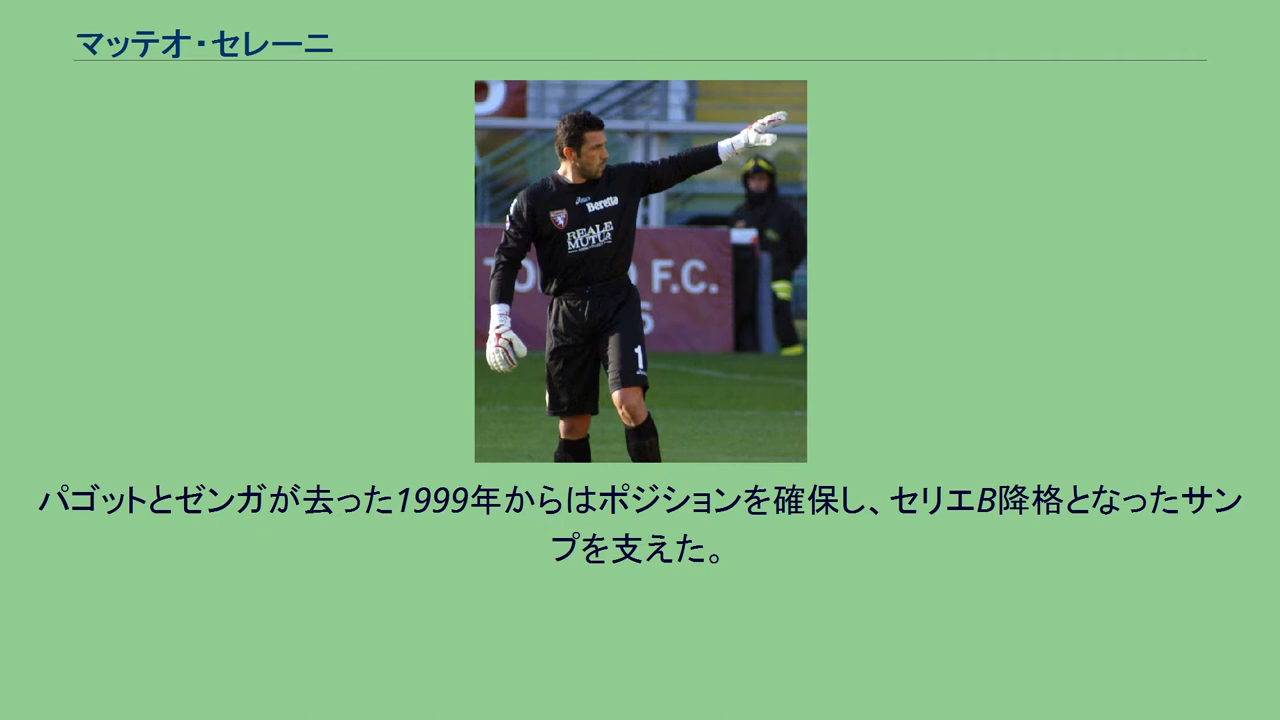 マッテオ・セレーニ
Beretta
REALE
MUTUA
F.C.
1
パゴットとゼンガが去った1999年からはポジションを確保し、セリエB降格となったサン
プを支えた。